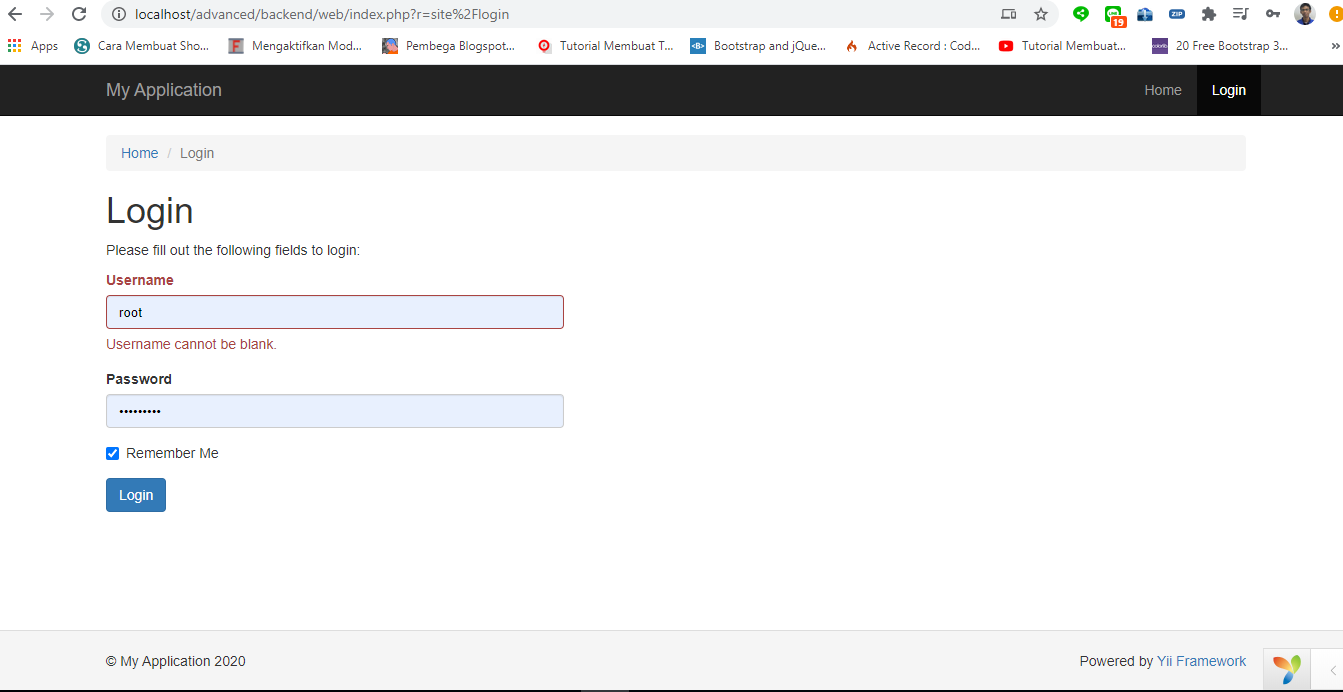 localhost/advanced/backend/web/index.php?r=site%2Flogin
19
ZIP
Apps
Cara Membuat Sho...
Mengaktifkan Mod...
Pembega Blogspot...
Tutorial Membuat T...
<B>
Bootstrap and jQue...
Active Record : Cod...
Tutorial Membuat...
20 Free Bootstrap 3...
»
My Application
Home
Login
Home / Login
Login
Please fill out the following fields to login:
Username
root
Username cannot be blank.
Password
•••••••••
Remember Me
Login
© My Application 2020
Powered by Yii Framework